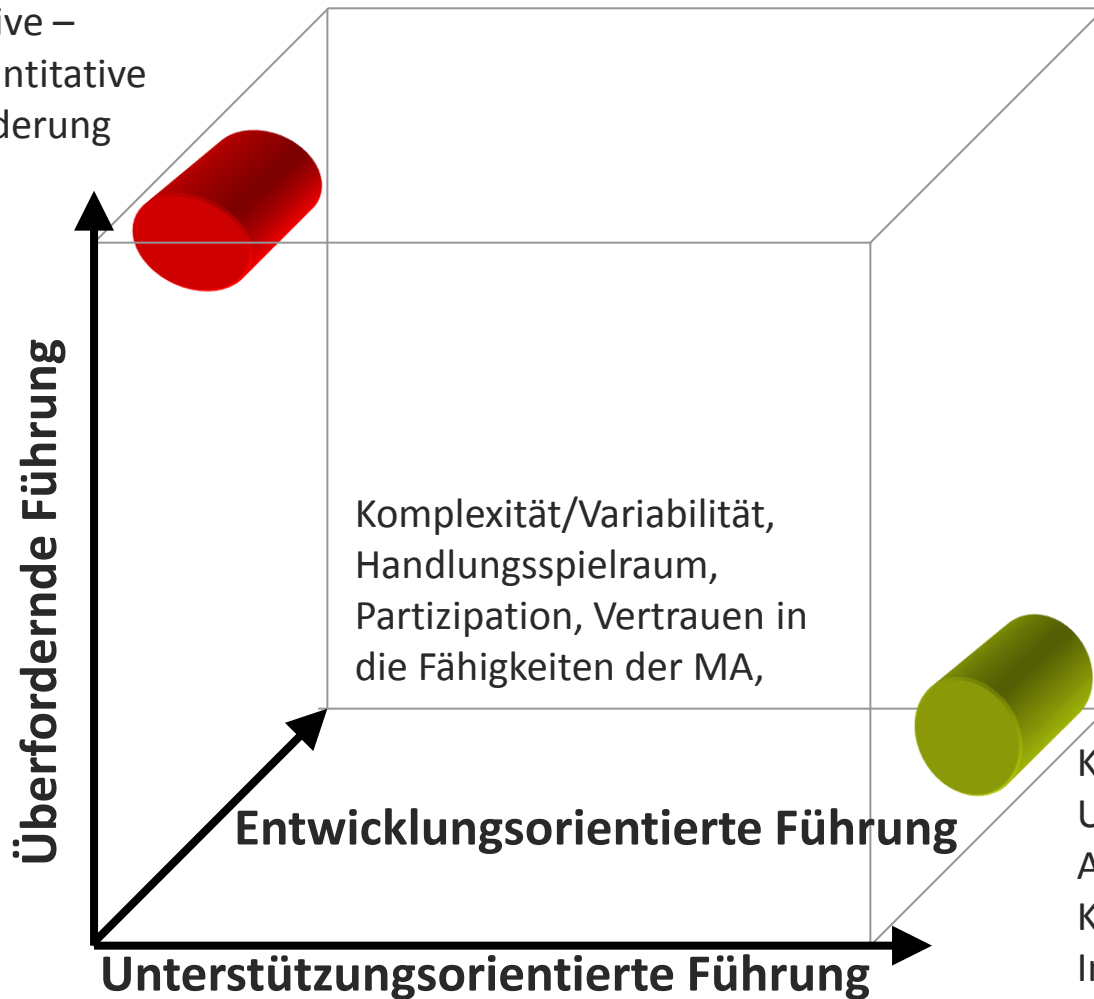 ive –
ntitative
derung
Überfordernde Führung
Komplexität/Variabilität,
Handlungsspielraum,
Partizipation, Vertrauen in
die Fähigkeiten der MA,
Entwicklungsorientierte Führung
K
U
A
K
In
Unterstützungsorientierte Führung